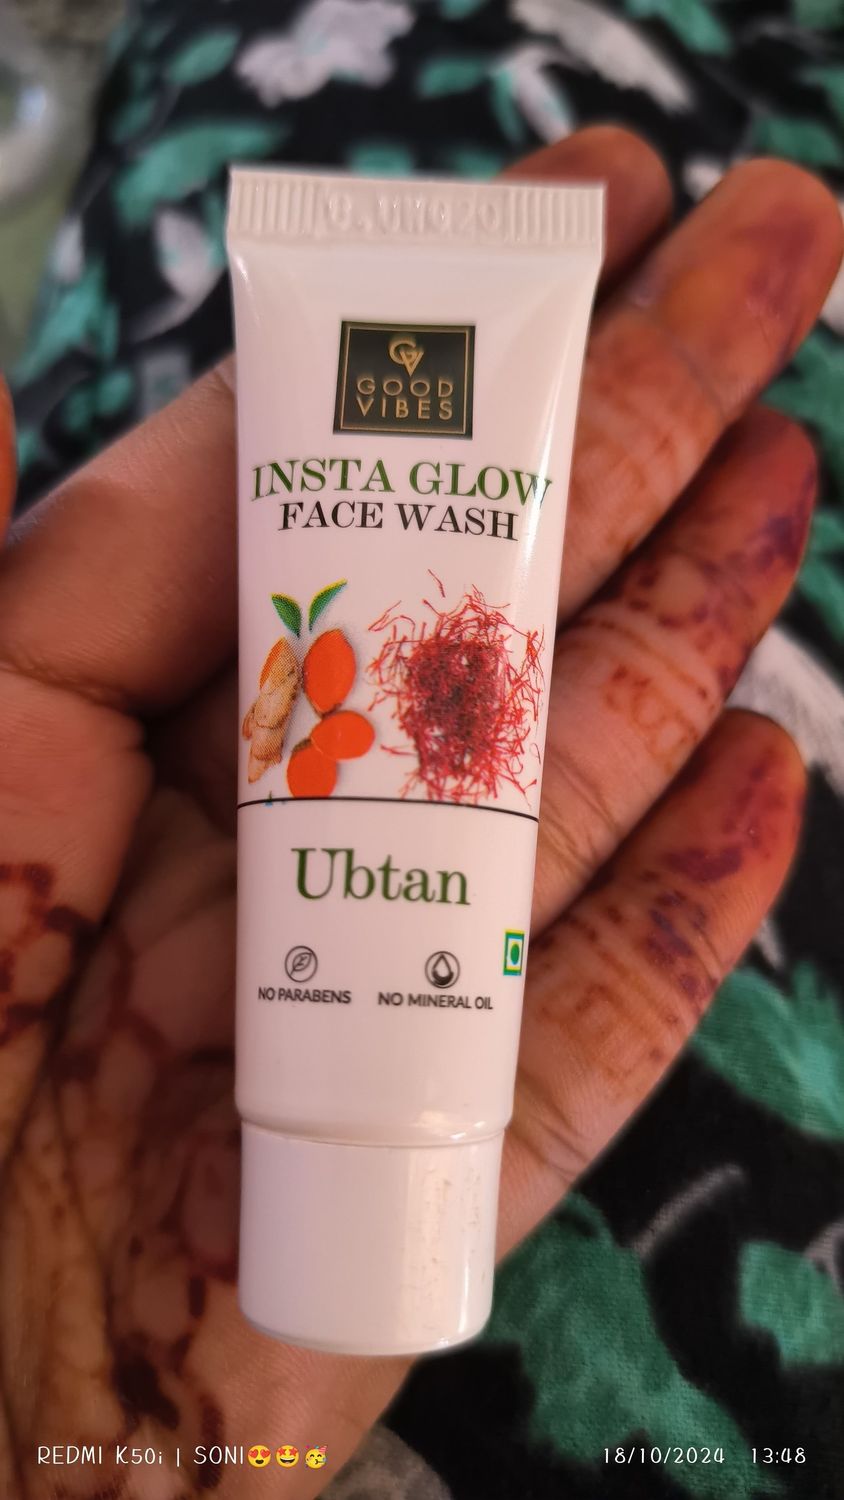 GV
GOOD
VIBES
INSTA GLOW
FACE WASH
Ubtan
NO PARABENS
NO MINERAL OIL
REDMI K50i | SONI😍🤩🥳
18/10/2024 13:48